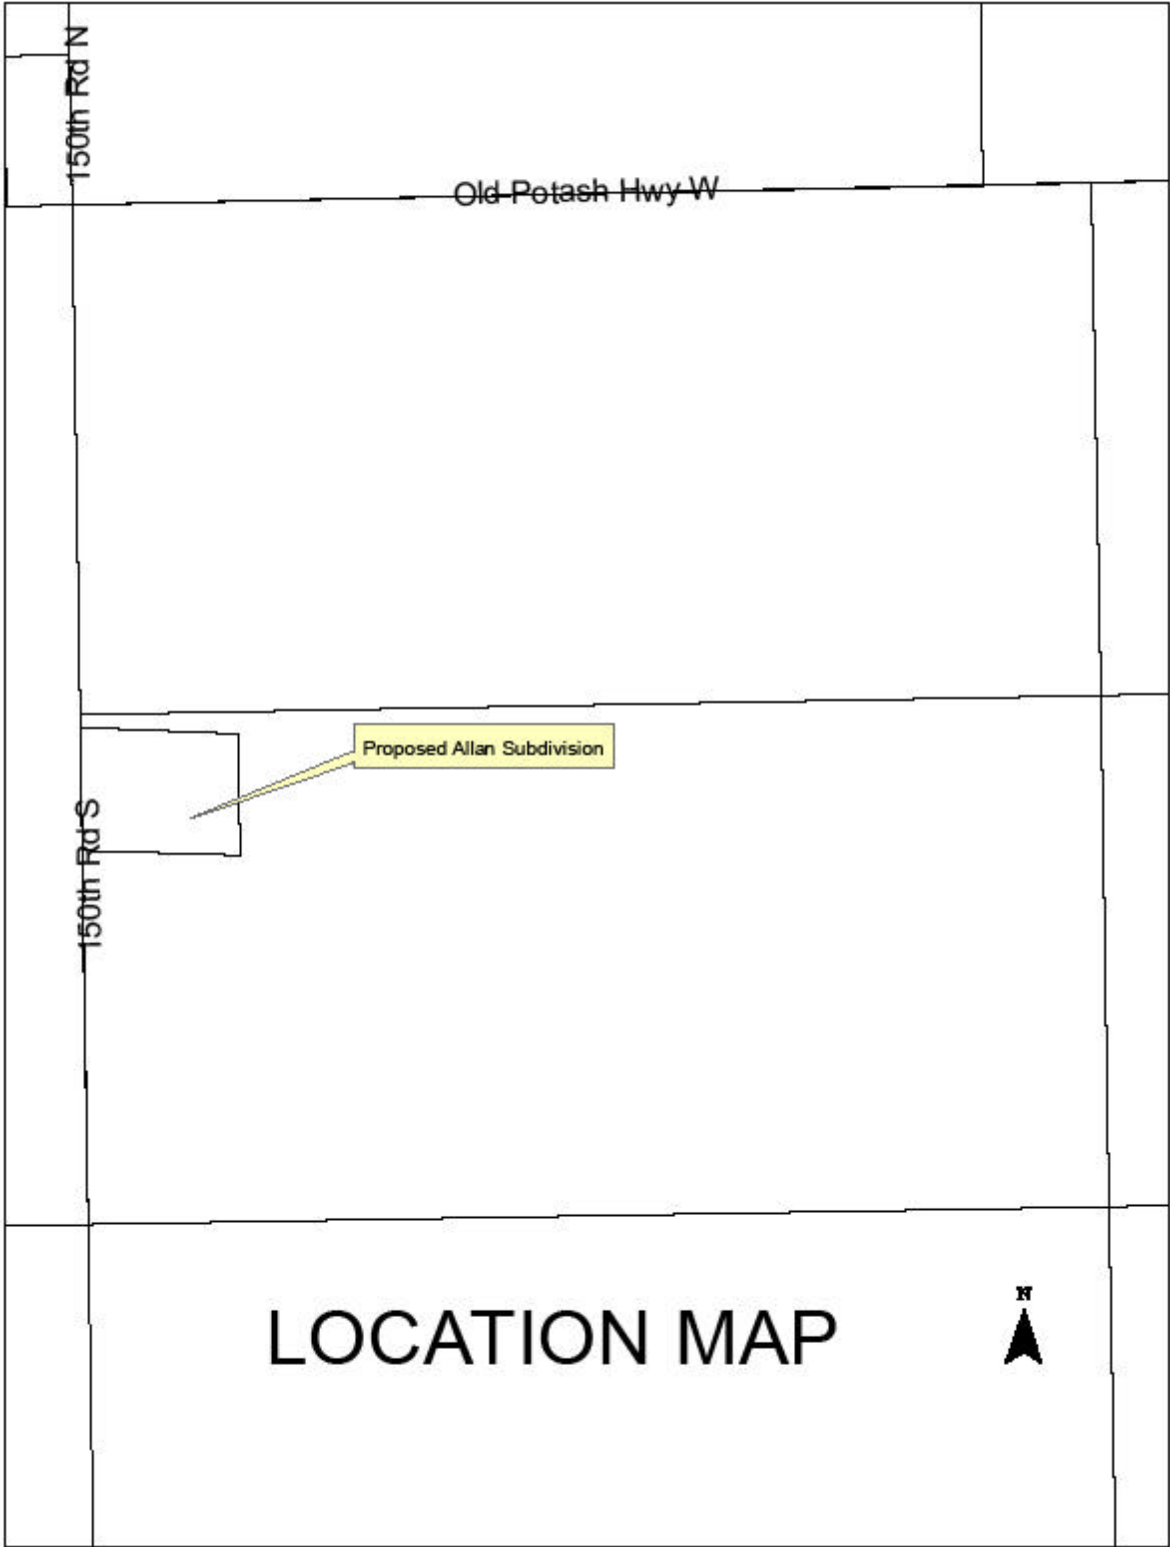 150th Rd N
Old Potash Hwy W
Proposed Allan Subdivision
150th Rd S
N
LOCATION MAP